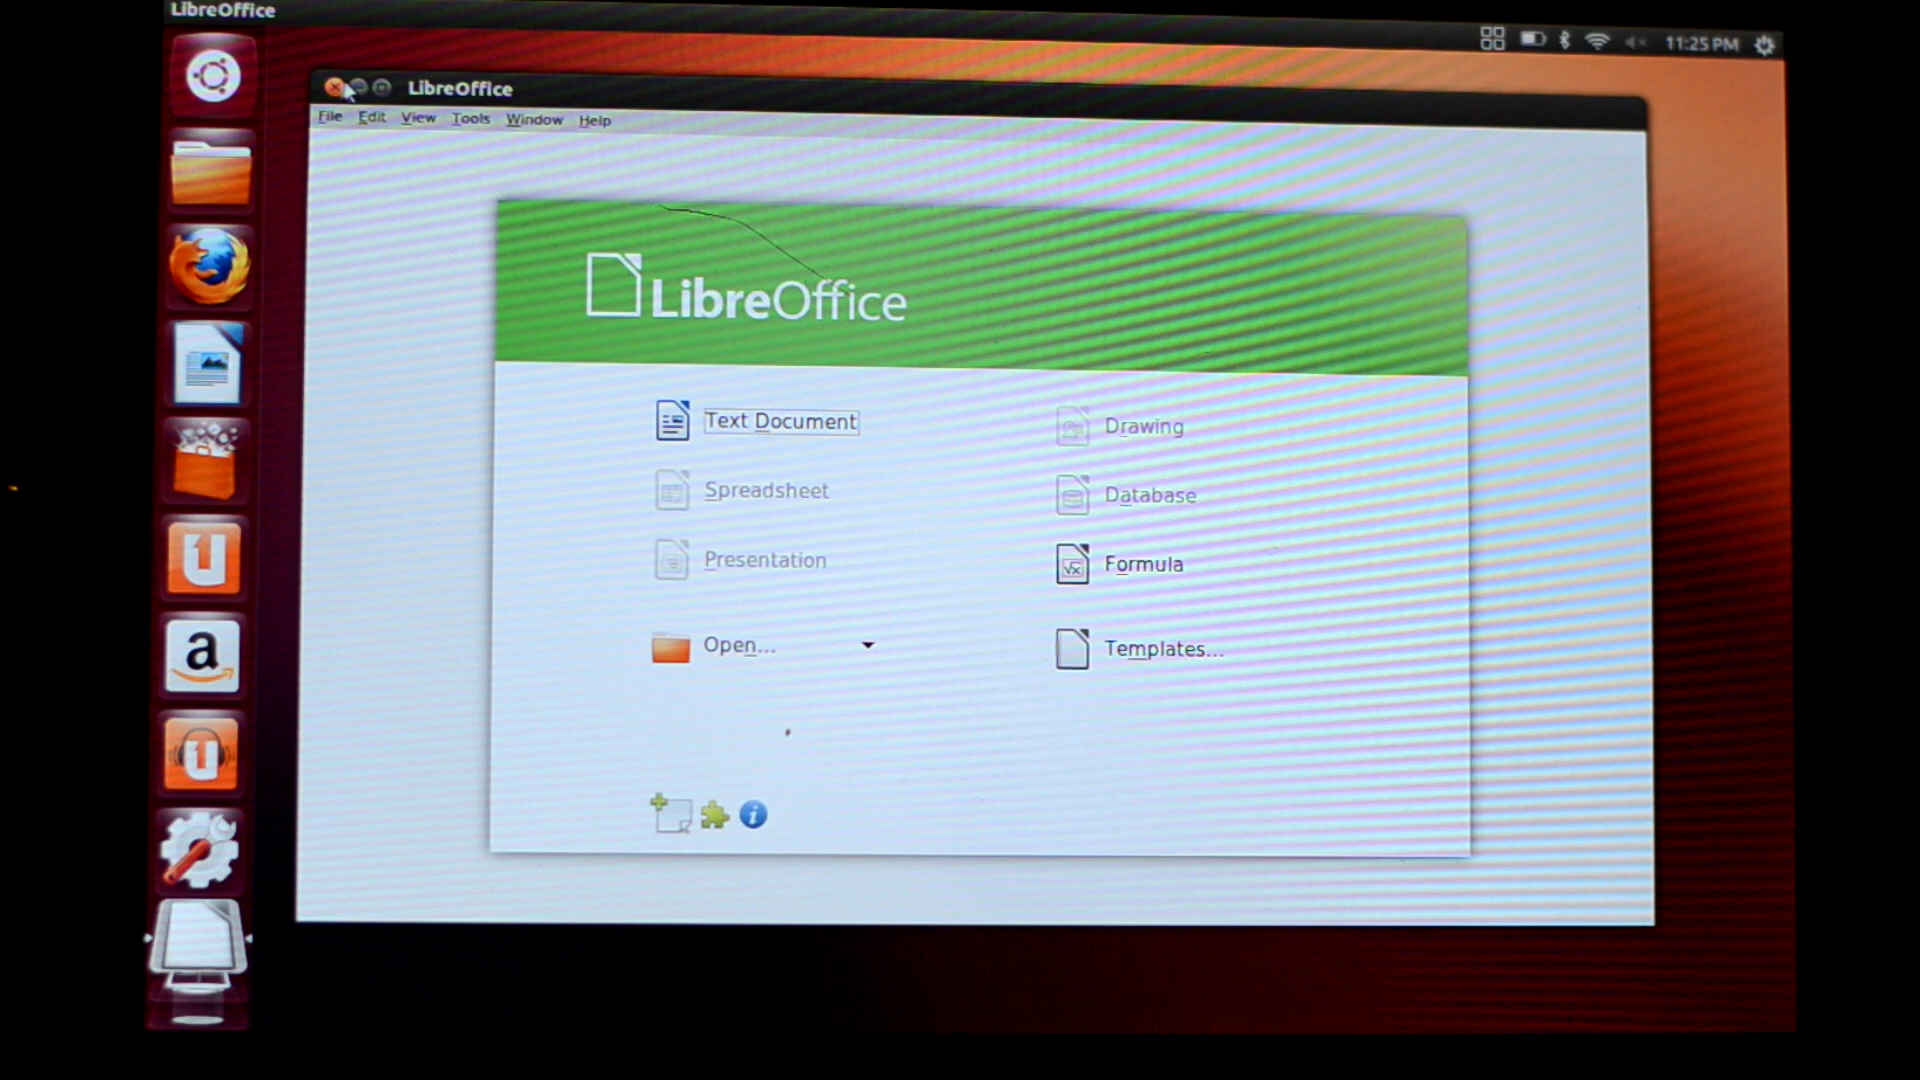 LibreOffice
11:25 PM
LibreOffice
File Edit View Tools Window Help
LibreOffice
Text Document
Drawing
Spreadsheet
Database
Presentation
Formula
Open...
Templates...